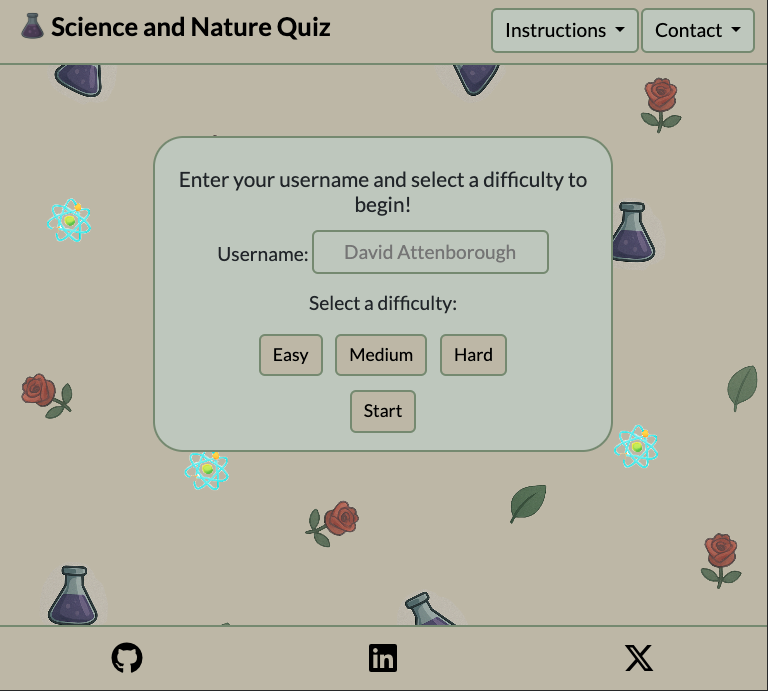 Science and Nature Quiz
Instructions
Contact
Enter your username and select a difficulty to
begin!
Username: David Attenborough
Select a difficulty:
Easy Medium Hard
Start